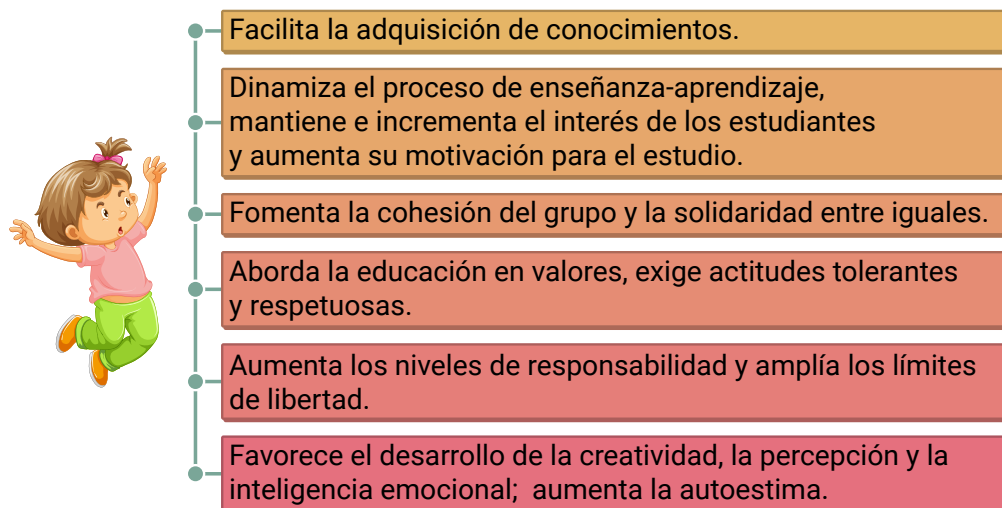 Facilita la adquisición de conocimientos.
Dinamiza el proceso de enseñanza-aprendizaje,
mantiene e incrementa el interés de los estudiantes
y aumenta su motivación para el estudio.
Fomenta la cohesión del grupo y la solidaridad entre iguales.
Aborda la educación en valores, exige actitudes tolerantes
y respetuosas.
Aumenta los niveles de responsabilidad y amplía los límites
de libertad.
Favorece el desarrollo de la creatividad, la percepción y la
inteligencia emocional;  aumenta la autoestima.